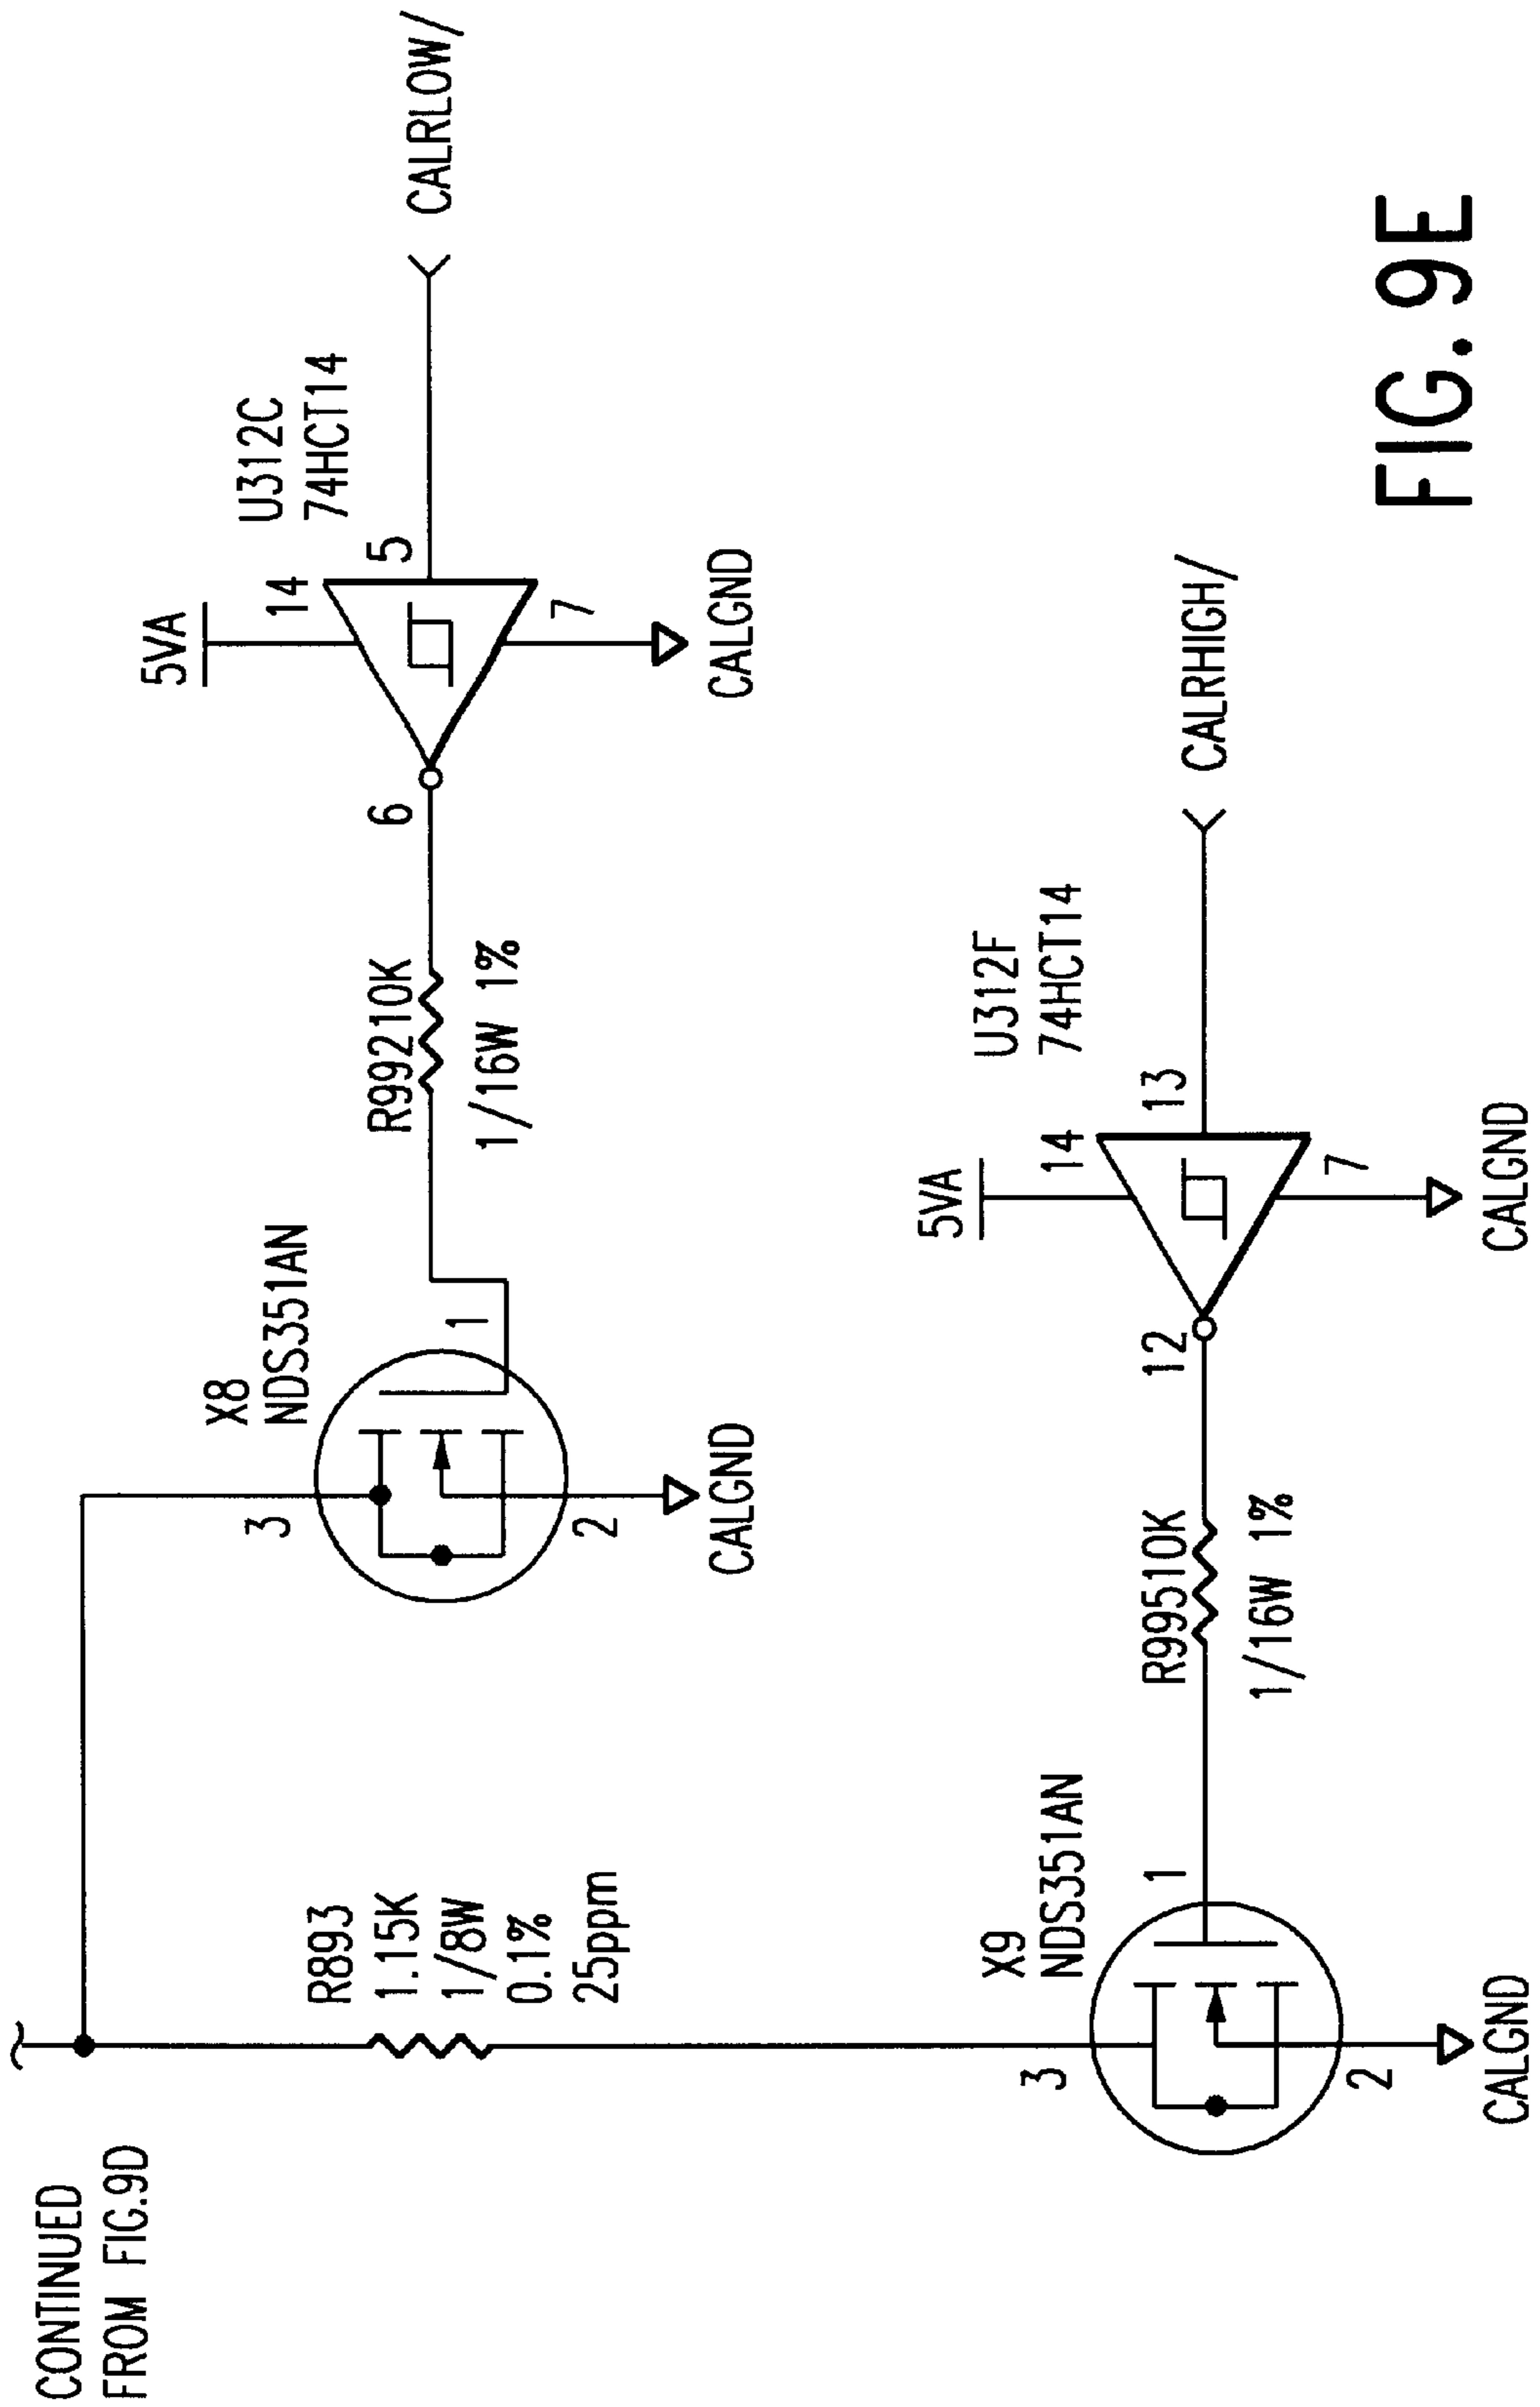 CONTINUED
FROM FIG.9D
R893
1.15K
1/8W
0.1%
25ppm
3
X8
NDS351AN
1
2
CALGND
R99210K
1/16W 1%
6
5VA
14
U312C
74HCT14
5
7
CALGND
CALRLOW/
3
X9
NDS351AN
1
2
CALGND
R99510K
1/16W 1%
12
5VA
14
U312F
74HCT14
13
7
CALGND
CALRHIGH/
FIG. 9E